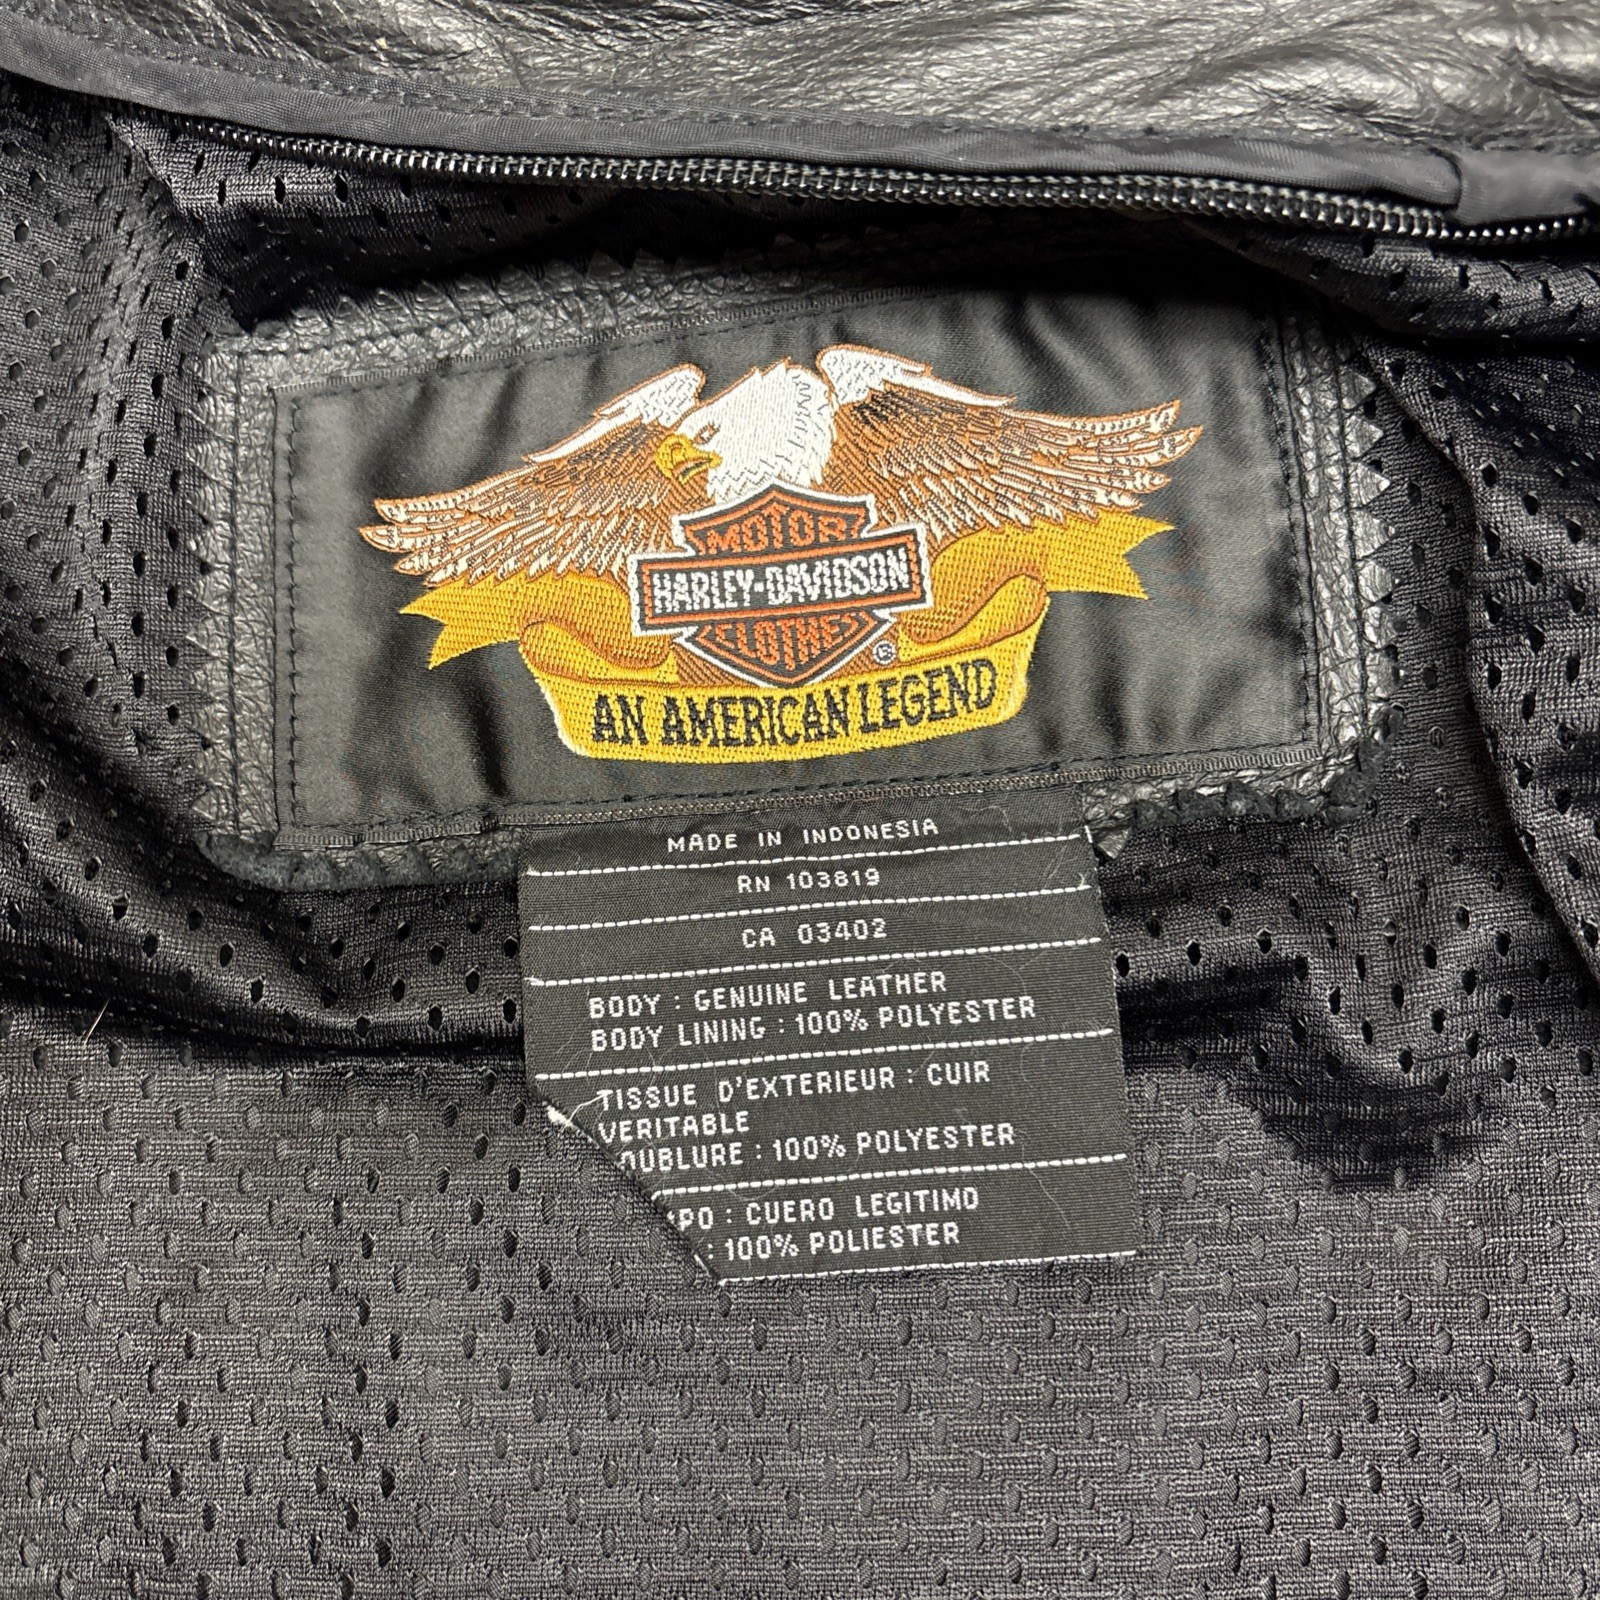 MOTOR
HARLEY-DAVIDSON
CLOTHES
®
AN AMERICAN LEGEND
MADE IN INDONESIA
RN 103819
CA 03402
BODY : GENUINE LEATHER
BODY LINING : 100% POLYESTER
TISSUE D'EXTERIEUR : CUIR
VERITABLE
OUBLURE : 100% POLYESTER
PO : CUERO LEGITIMO
: 100% POLIESTER